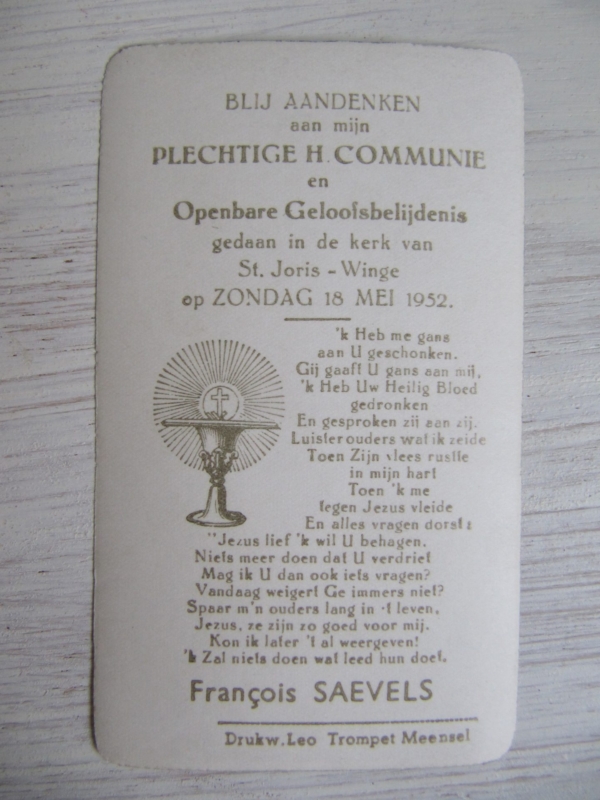 BLIJ AANDENKEN
aan mijn
PLECHTIGE H. COMMUNIE
en
Openbare Geloofsbelijdenis
gedaan in de kerk van
St. Joris - Winge
op ZONDAG 18 MEI 1952.
'k Heb me gans
aan U geschonken.
Gij gaaft U gans aan mij,
'k Heb Uw Heilig Bloed
gedronken
En gesproken zij aan zij.
Luister ouders wat ik zeide
Toen Zijn vlees rustte
in mijn hart
Toen 'k me
tegen Jezus vleide
En alles vragen dorst:
"Jezus lief 'k wil U behagen.
Niets meer doen dat U verdriet
Mag ik U dan ook iets vragen?
Vandaag weigert Ge immers niet?
Spaar m'n ouders lang in 't leven,
Jezus, ze zijn zo goed voor mij.
Kon ik later 't al weergeven!
'k Zal niets doen wat leed hun doet.
François SAEVELS
Drukw. Leo Trompet Meensel